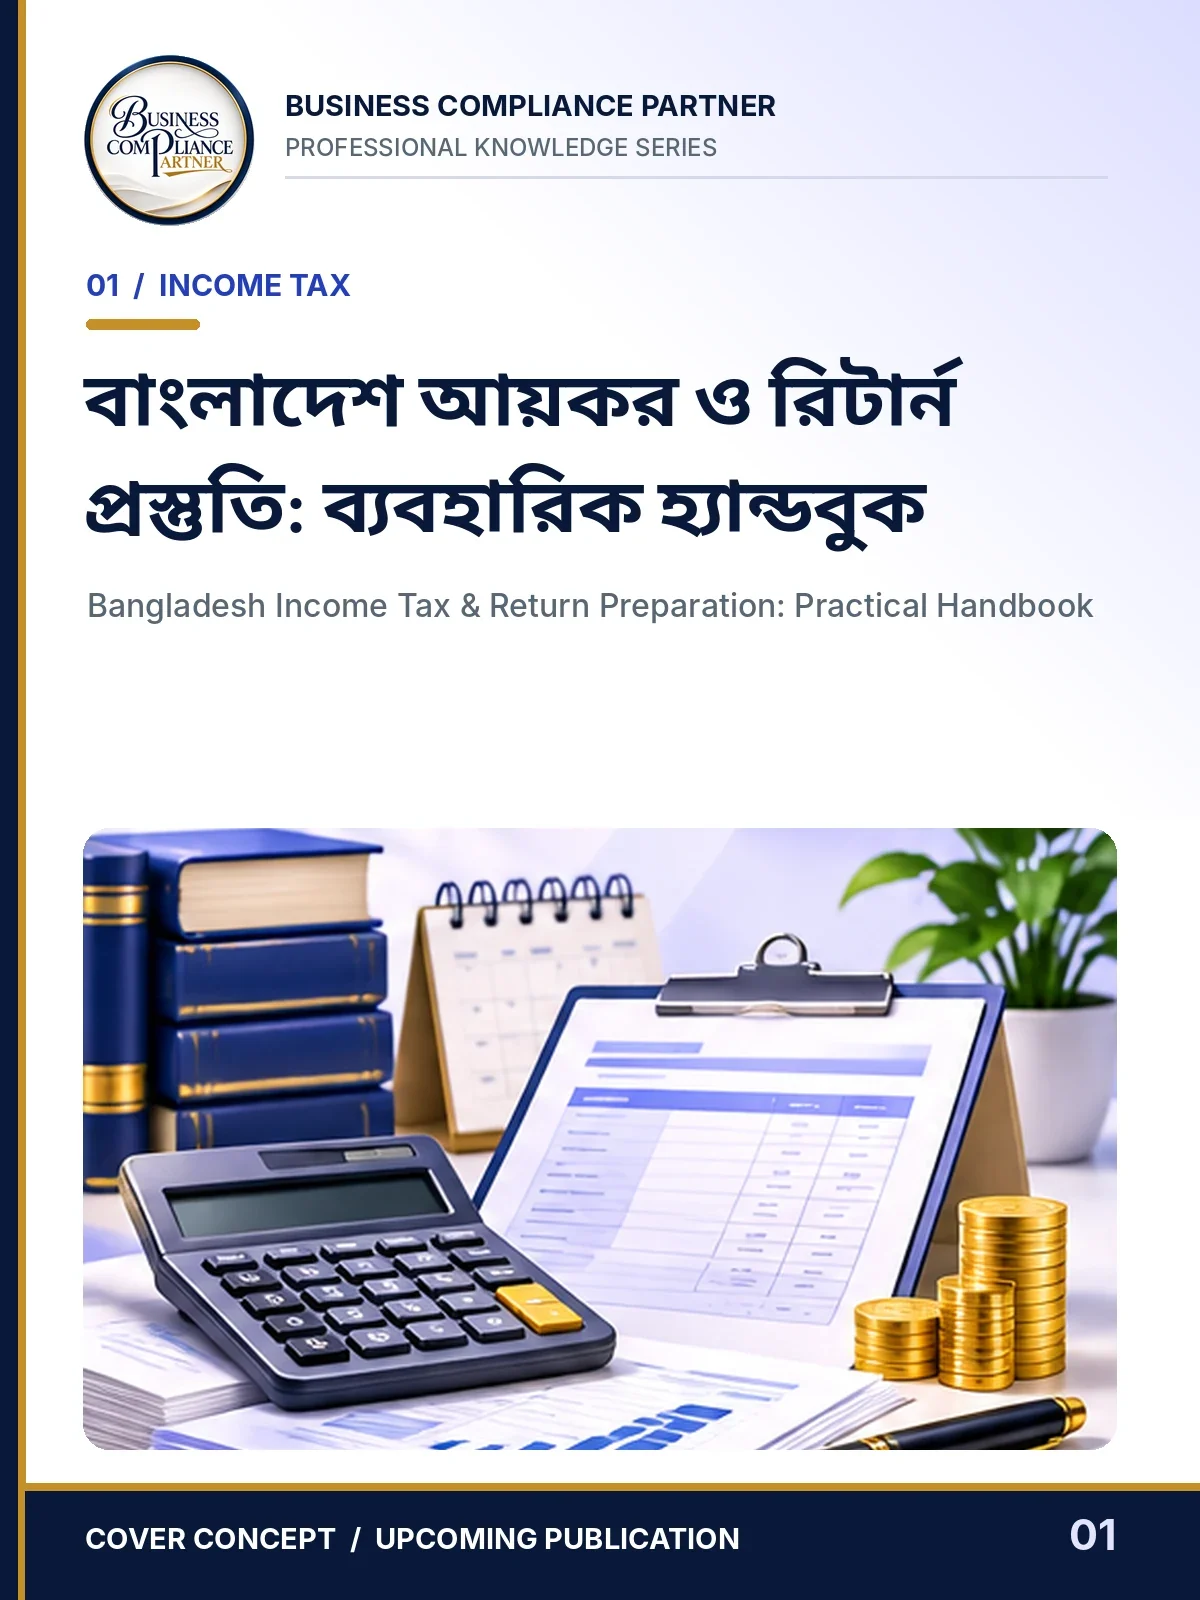 BUSINESS
COMPLIANCE
PARTNER
BUSINESS COMPLIANCE PARTNER
PROFESSIONAL KNOWLEDGE SERIES
01 / INCOME TAX
বাংলাদেশ আয়কর ও রিটার্ন
প্রস্তুতি: ব্যবহারিক হ্যান্ডবুক
Bangladesh Income Tax & Return Preparation: Practical Handbook
COVER CONCEPT / UPCOMING PUBLICATION
01